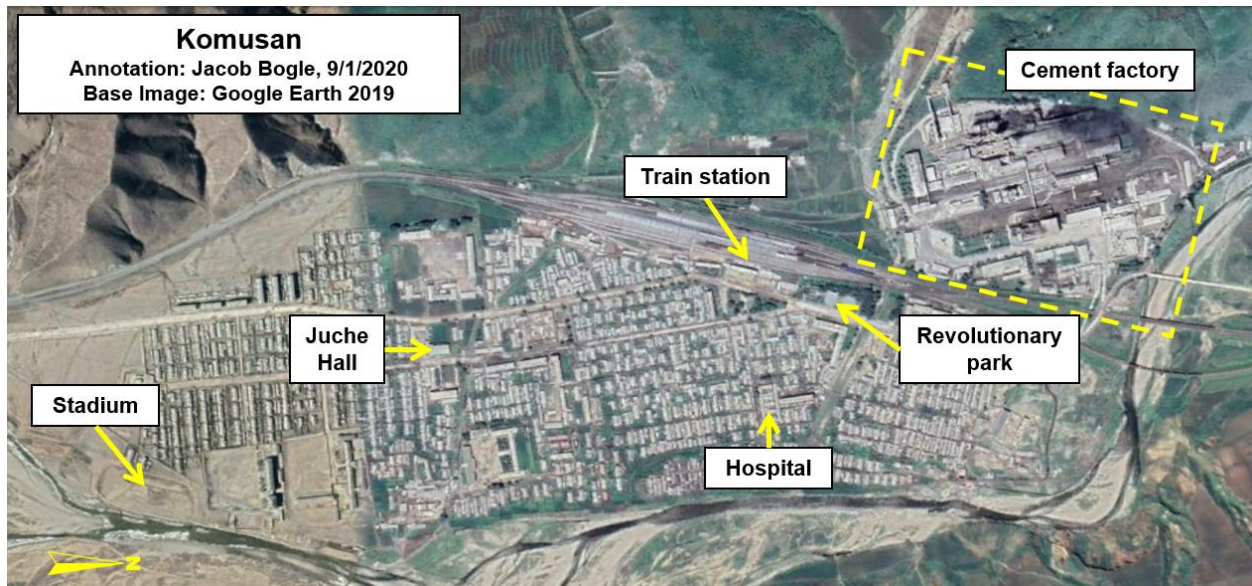 Komusan
Annotation: Jacob Bogle, 9/1/2020
Base Image: Google Earth 2019
Cement factory
Train station
Juche
Hall
Revolutionary
park
Stadium
Hospital
N